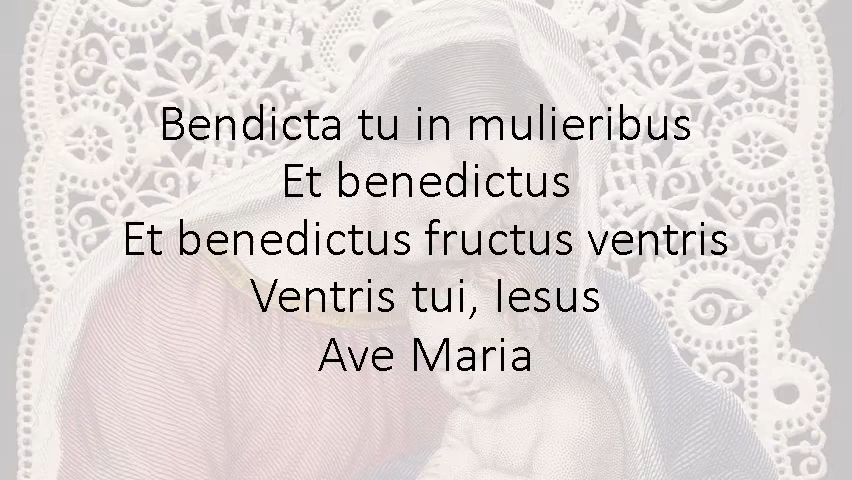 Bendicta tu in mulieribus
Et benedictus
Et benedictus fructus ventris
Ventris tui, Iesus
Ave Maria